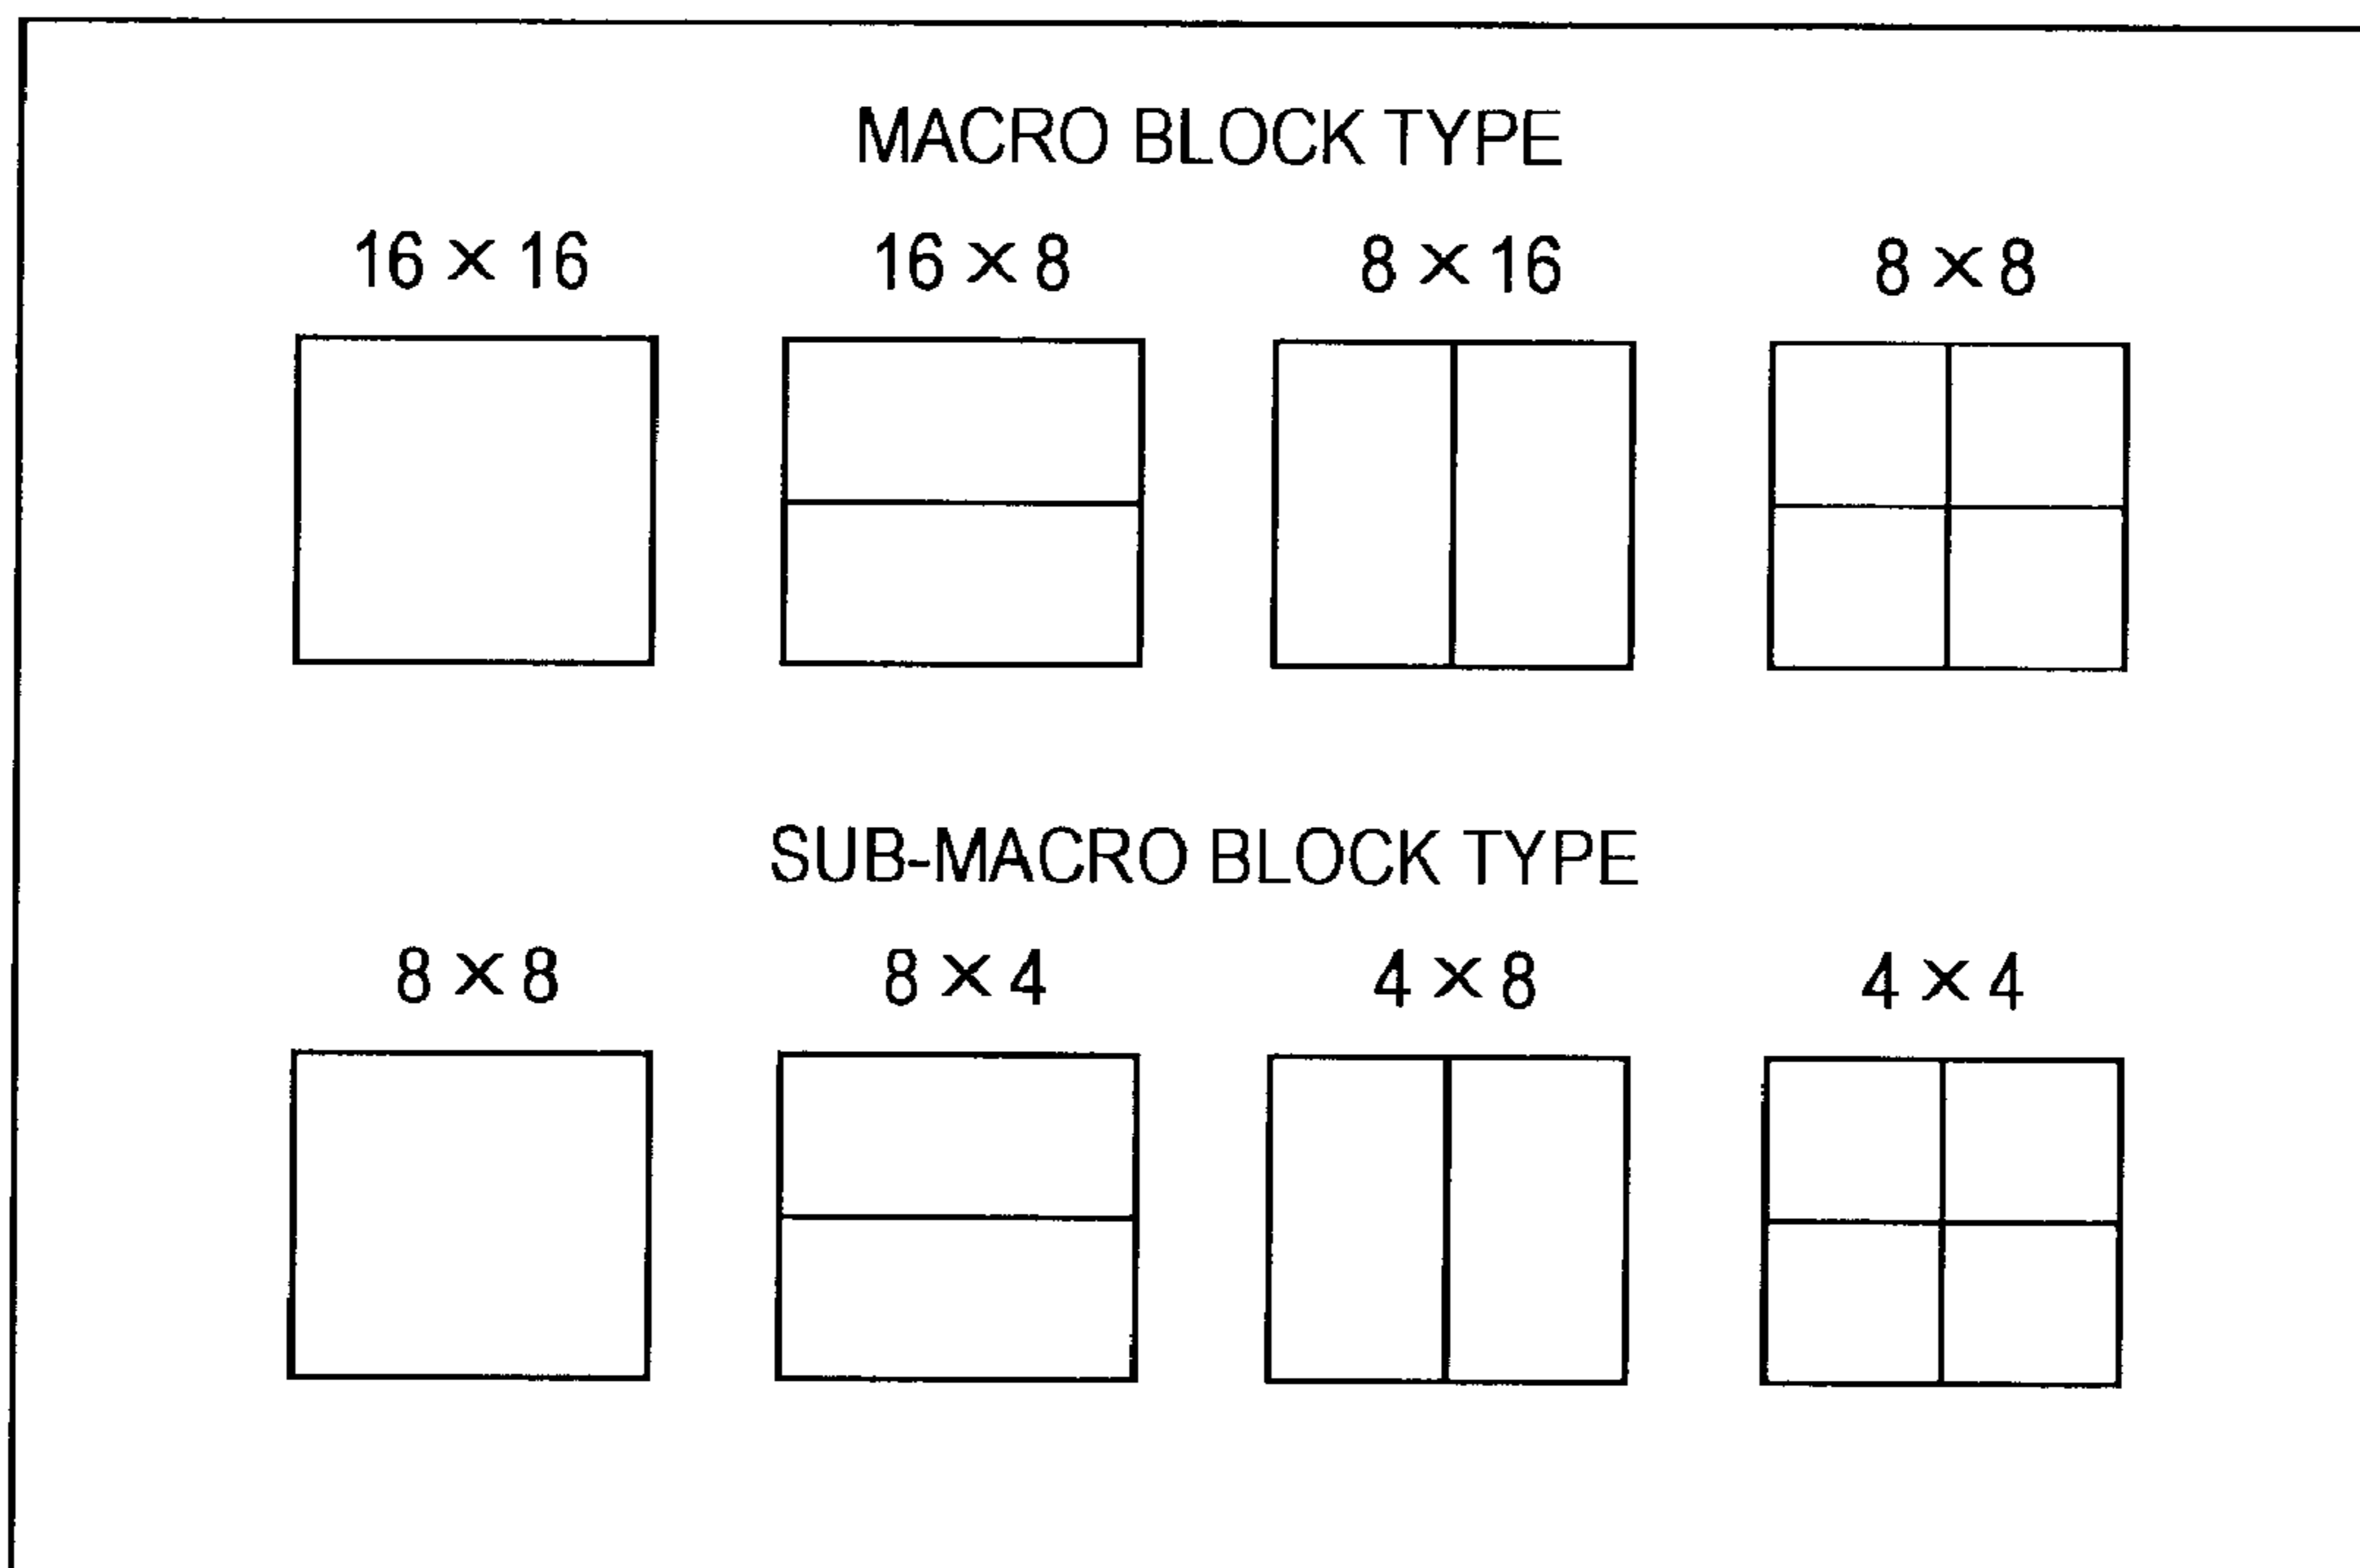 MACRO BLOCK TYPE
16 × 16 16 × 8 8 × 16 8 × 8
SUB-MACRO BLOCK TYPE
8 × 8 8 × 4 4 × 8 4 × 4